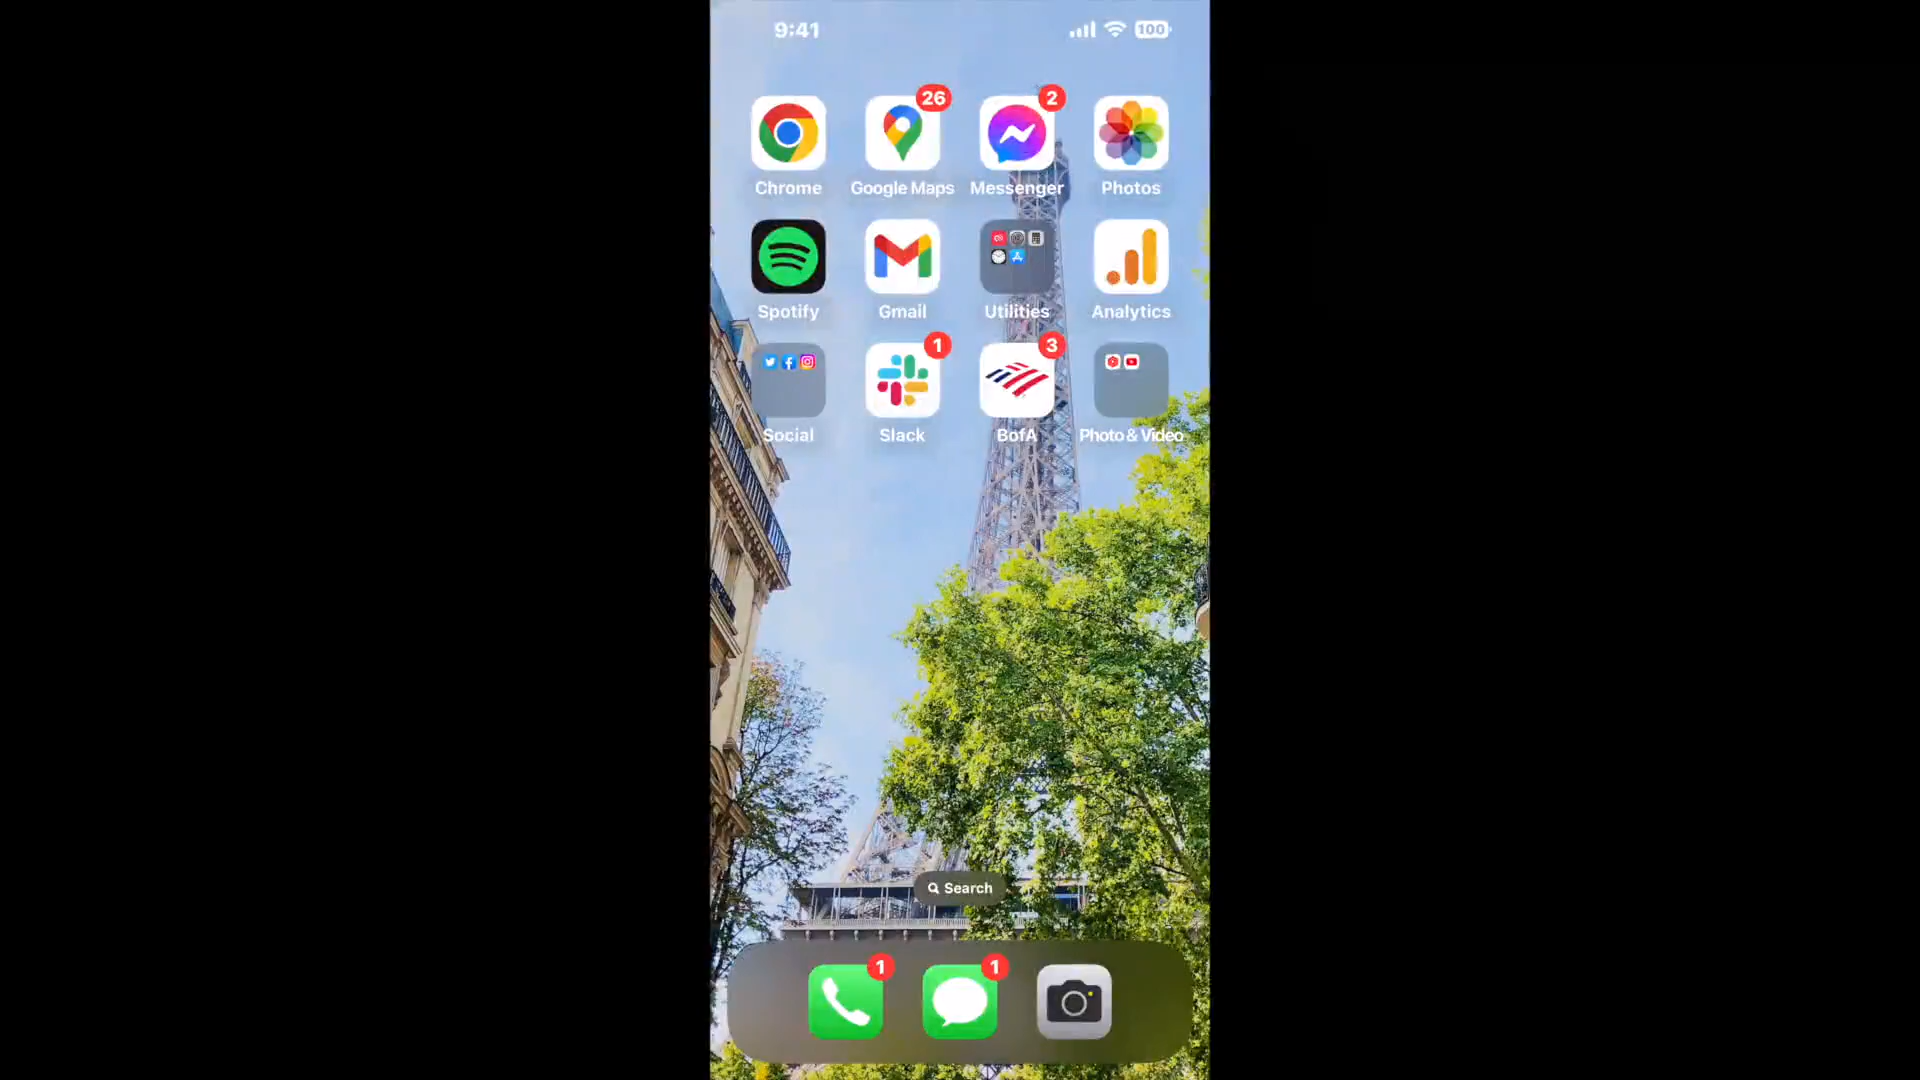 9:41
100
26
2
Chrome
Google Maps
Messenger
Photos
Spotify
Gmail
Utilities
Analytics
1
3
Social
Slack
BofA
Photo & Video
Search
1
1